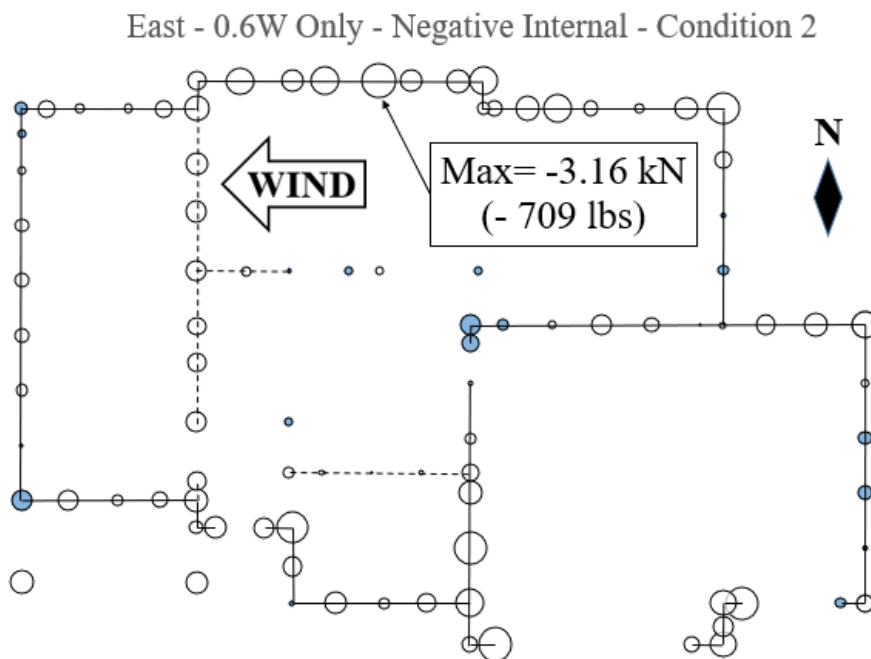 East - 0.6W Only - Negative Internal - Condition 2
N
WIND
Max= -3.16 kN
(- 709 lbs)